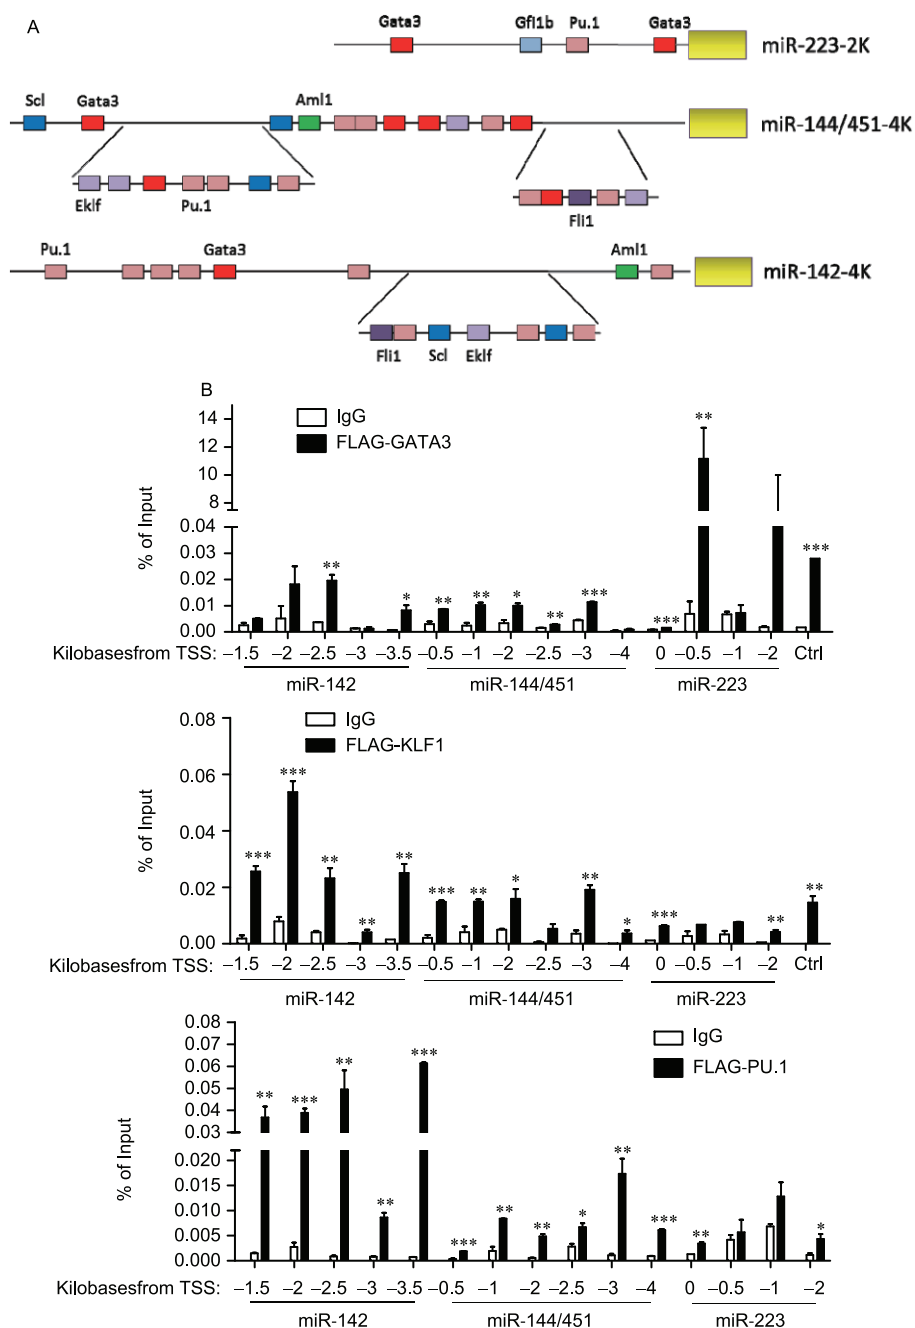 A
Gata3 Gfi1b Pu.1 Gata3
miR-223-2K
Scl Gata3 Aml1
miR-144/451-4K
Eklf Pu.1 Fli1
Pu.1 Gata3 Aml1
miR-142-4K
Fli1 Scl Eklf
B
IgG
FLAG-GATA3
**
14
12
10
8
% of Input
0.04
0.03
0.02
0.01
0.00
** * ** ** * ** *** *** ***
Kilobasesfrom TSS: −1.5 −2 −2.5 −3 −3.5 −0.5 −1 −2 −2.5 −3 −4 0 −0.5 −1 −2 Ctrl
miR-142 miR-144/451 miR-223
IgG
FLAG-KLF1
0.08
0.06
0.04
0.02
0.00
% of Input
*** *** ** ** ** *** ** * ** * *** ** **
Kilobasesfrom TSS: −1.5 −2 −2.5 −3 −3.5 −0.5 −1 −2 −2.5 −3 −4 0 −0.5 −1 −2 Ctrl
miR-142 miR-144/451 miR-223
IgG
FLAG-PU.1
0.08
0.07
0.06
0.05
0.04
0.03
0.020
0.015
0.010
0.005
0.000
% of Input
** *** ** ** *** *** ** ** * ** *** ** *
Kilobasesfrom TSS: −1.5 −2 −2.5 −3 −3.5 −0.5 −1 −2 −2.5 −3 −4 0 −0.5 −1 −2
miR-142 miR-144/451 miR-223